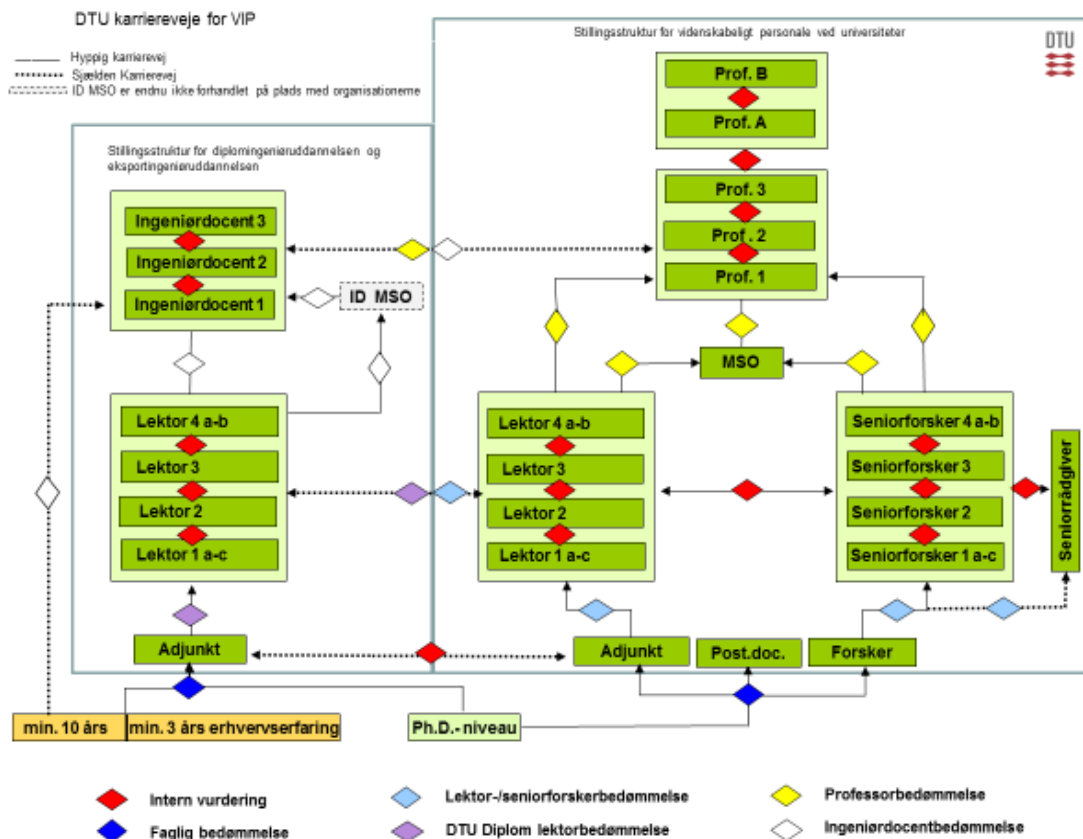 DTU karriereveje for VIP
Hyppig karrierevej
Sjælden Karrierevej
ID MSO er endnu ikke forhandlet på plads med organisationerne
Stillingsstruktur for videnskabeligt personale ved universiteter
DTU
Prof. B
Prof. A
Prof. 3
Prof . 2
Prof. 1
MSO
Stillingsstruktur for diplomingeniøruddannelsen og
eksportingeniøruddannelsen
Ingeniørdocent 3
Ingeniørdocent 2
Ingeniørdocent 1
ID MSO
Lektor 4 a-b
Lektor 3
Lektor 2
Lektor 1 a-c
Lektor 4 a-b
Lektor 3
Lektor 2
Lektor 1 a-c
Seniorforsker 4 a-b
Seniorforsker 3
Seniorforsker 2
Seniorforsker 1 a-c
Seniorrådgiver
Adjunkt
Adjunkt
Post.doc.
Forsker
min. 10 års
min. 3 års erhvervserfaring
Ph.D.- niveau
Intern vurdering
Lektor-/seniorforskerbedømmelse
Professorbedømmelse
Faglig bedømmelse
DTU Diplom lektorbedømmelse
Ingeniørdocentbedømmelse